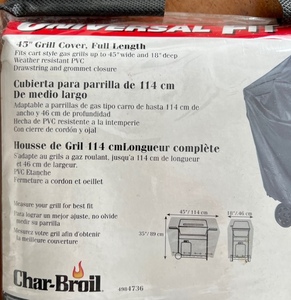 UNIVERSAL FIT
45" Grill Cover, Full Length
Fits cart style gas grills up to 45" wide and 18" deep
Weather resistant PVC
Drawstring and grommet closure
Cubierta para parrilla de 114 cm
De medio largo
Adaptable a parrillas de gas tipo carro de hasta 114 cm de
ancho y 46 cm de profundidad
Hecha de PVC resistente a la intemperie
Con cierre de cordón y ojal
Housse de Gril 114 cmLongueur complète
S'adapte au grils a gaz roulant. jusqu'a 114 cm de longueur
et 46 cm de largeur.
PVC Etanche
Fermeture a cordon et oeillet
Measure your grill for best fit
Para lograr un mejor ajuste, no olvide
medir su parrilla
Mesurez votre gril afin d'obtenir
la meilleure couverture
45"/114 cm
18"/46 cm
35"/89 cm
Char-Broil
4984736